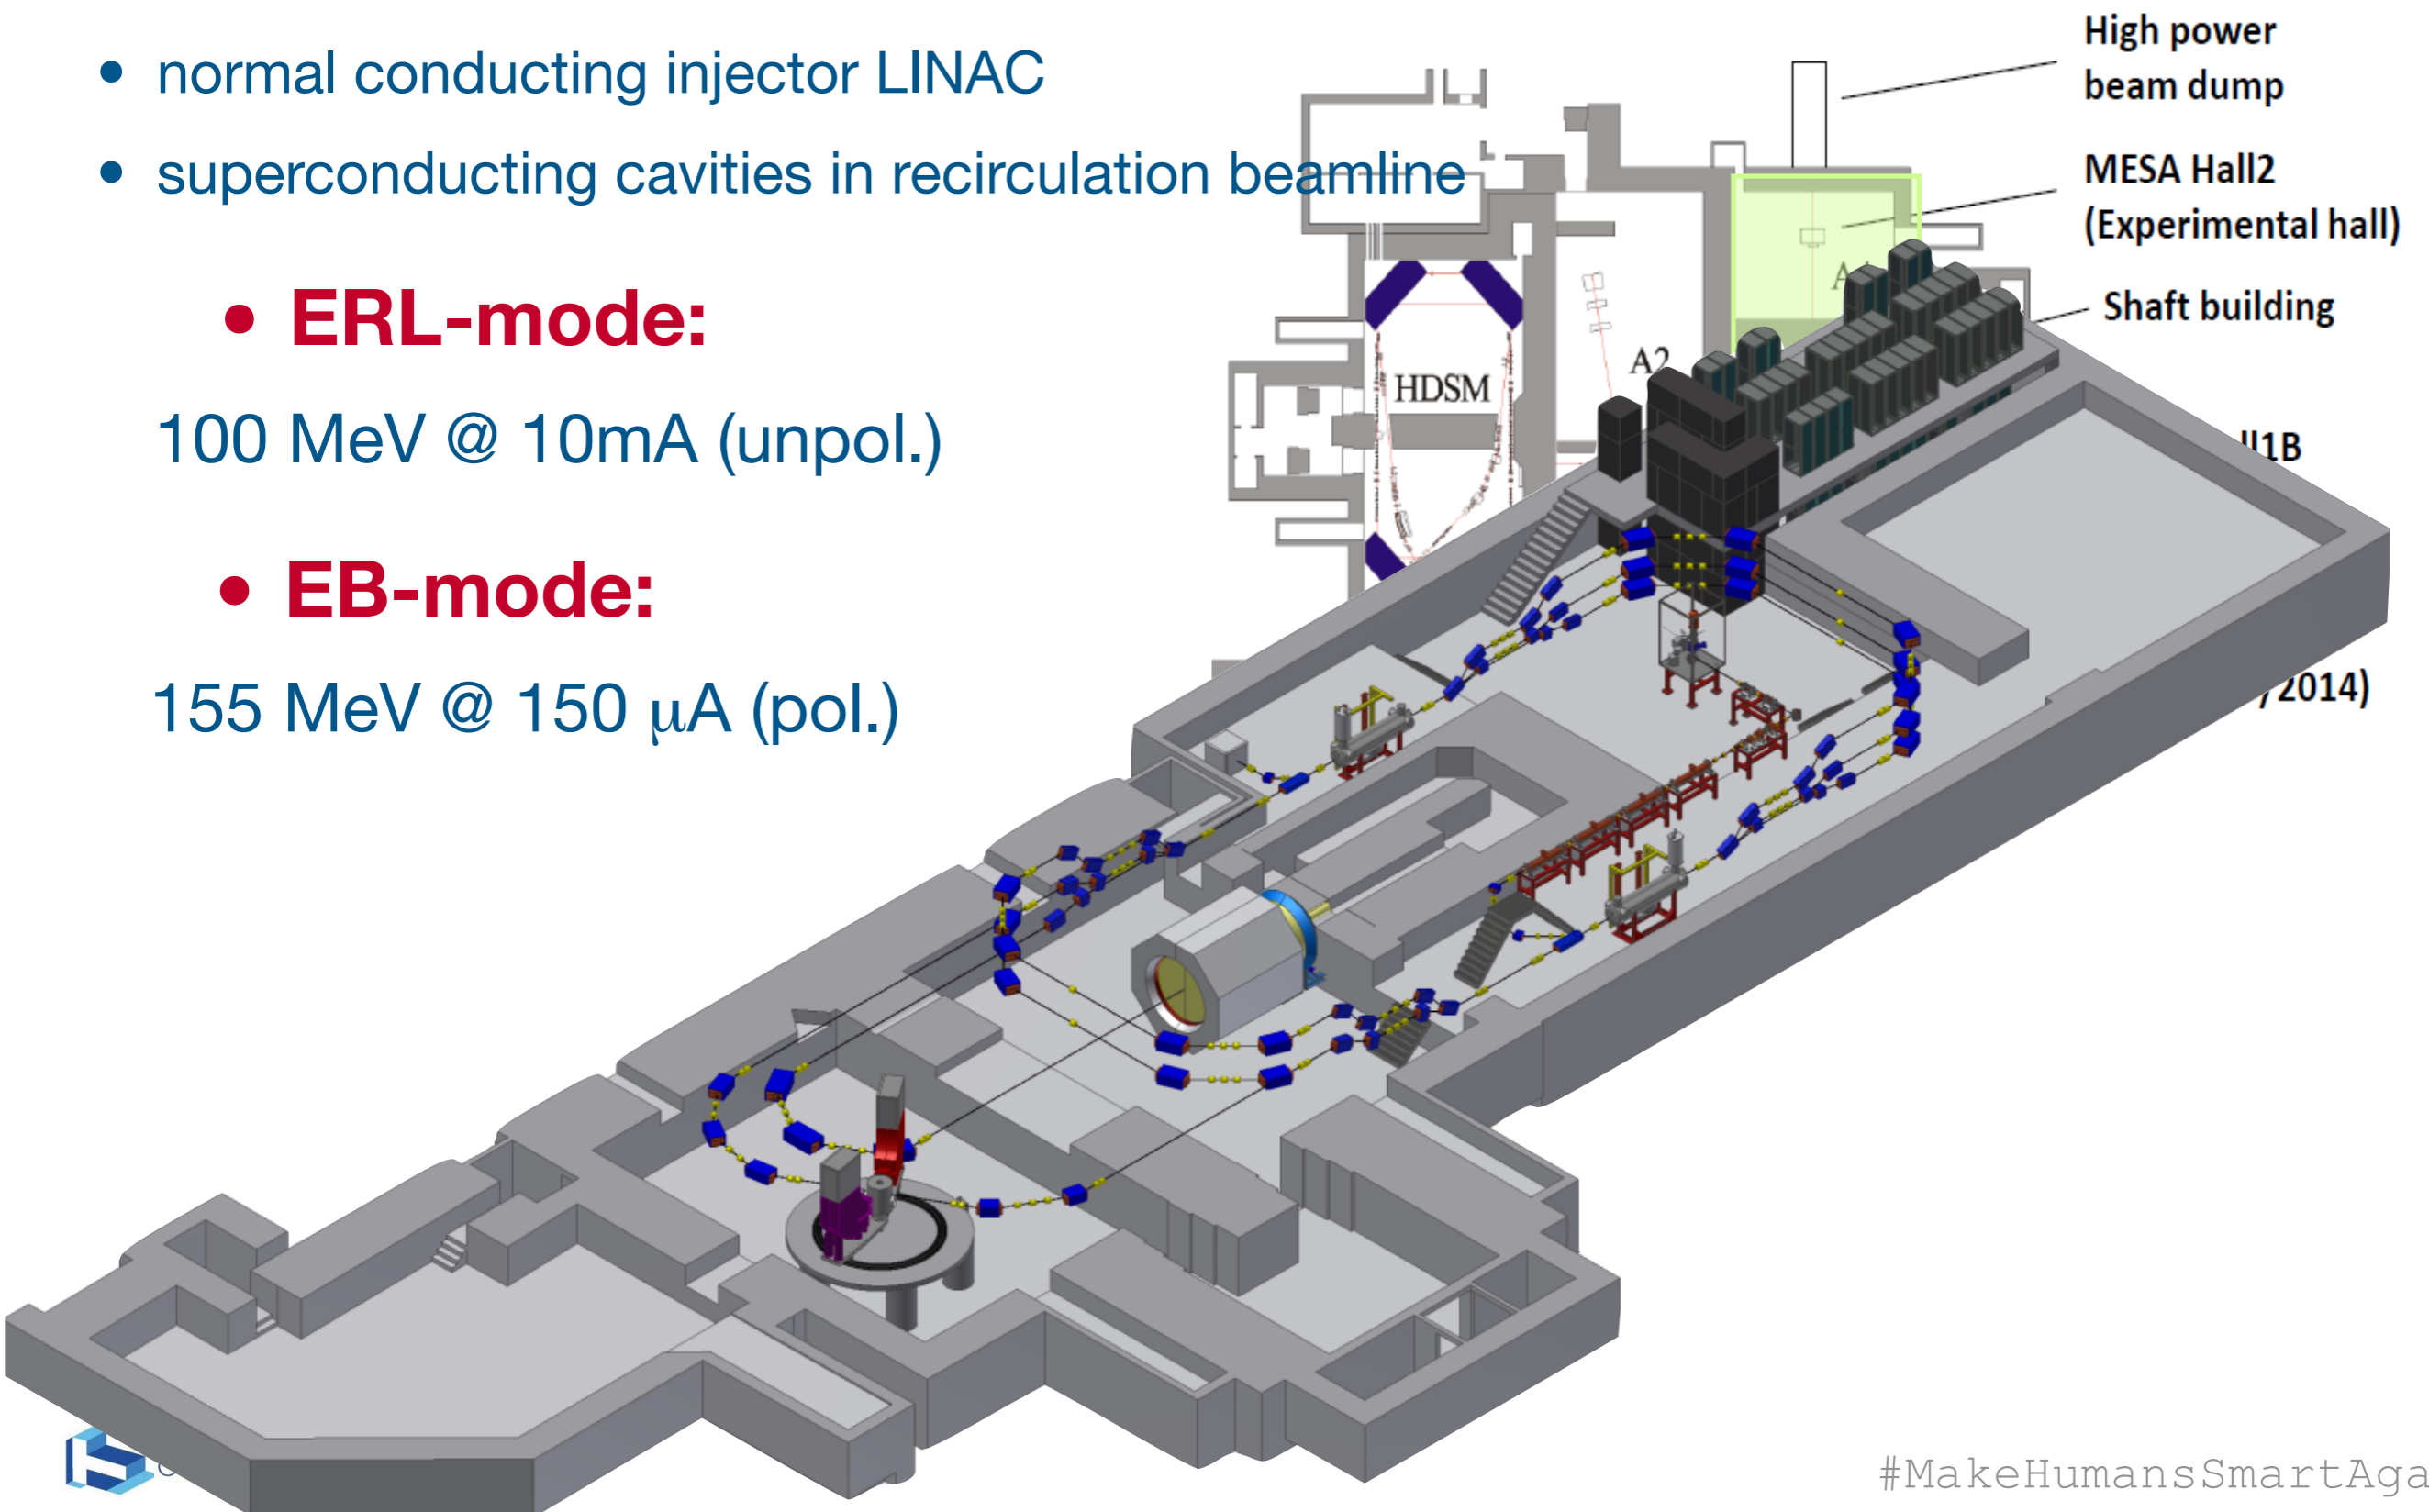 • normal conducting injector LINAC
• superconducting cavities in recirculation beamline
• ERL-mode:
100 MeV @ 10mA (unpol.)
• EB-mode:
155 MeV @ 150 μA (pol.)
High power
beam dump
MESA Hall2
(Experimental hall)
Shaft building
ll1B
/2014)
HDSM
A2
#MakeHumansSmartAga